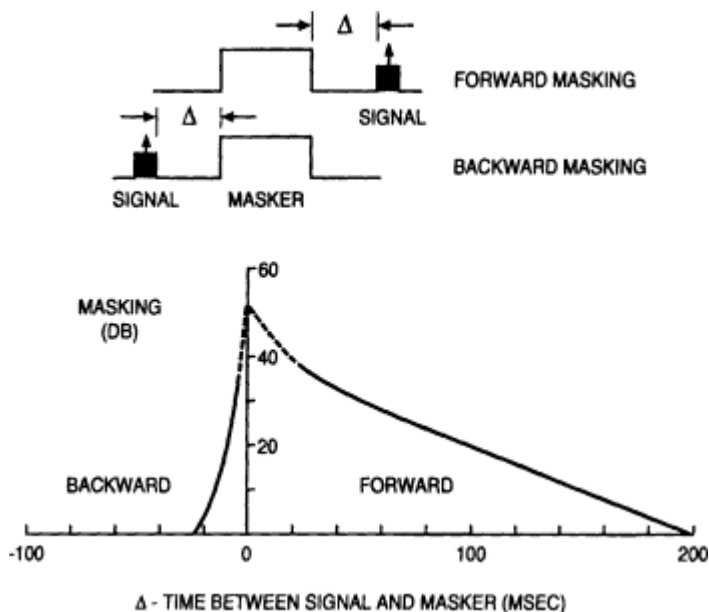 Δ
FORWARD MASKING
SIGNAL
Δ
BACKWARD MASKING
SIGNAL MASKER
60
MASKING
(DB)
40
20
BACKWARD FORWARD
-100 0 100 200
Δ - TIME BETWEEN SIGNAL AND MASKER (MSEC)